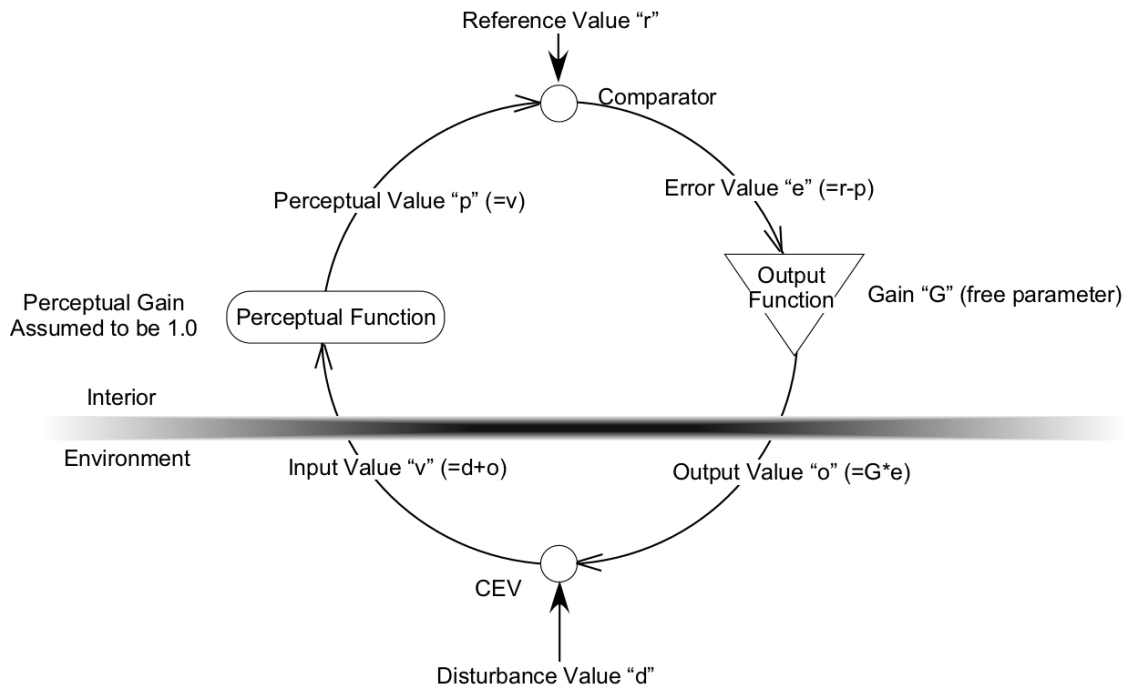 Reference Value “r”
Comparator
Error Value “e” (=r-p)
Perceptual Value “p” (=v)
Output
Function
Gain “G” (free parameter)
Perceptual Gain
Assumed to be 1.0
Perceptual Function
Interior
Environment
Input Value “v” (=d+o)
Output Value “o” (=G*e)
CEV
Disturbance Value “d”